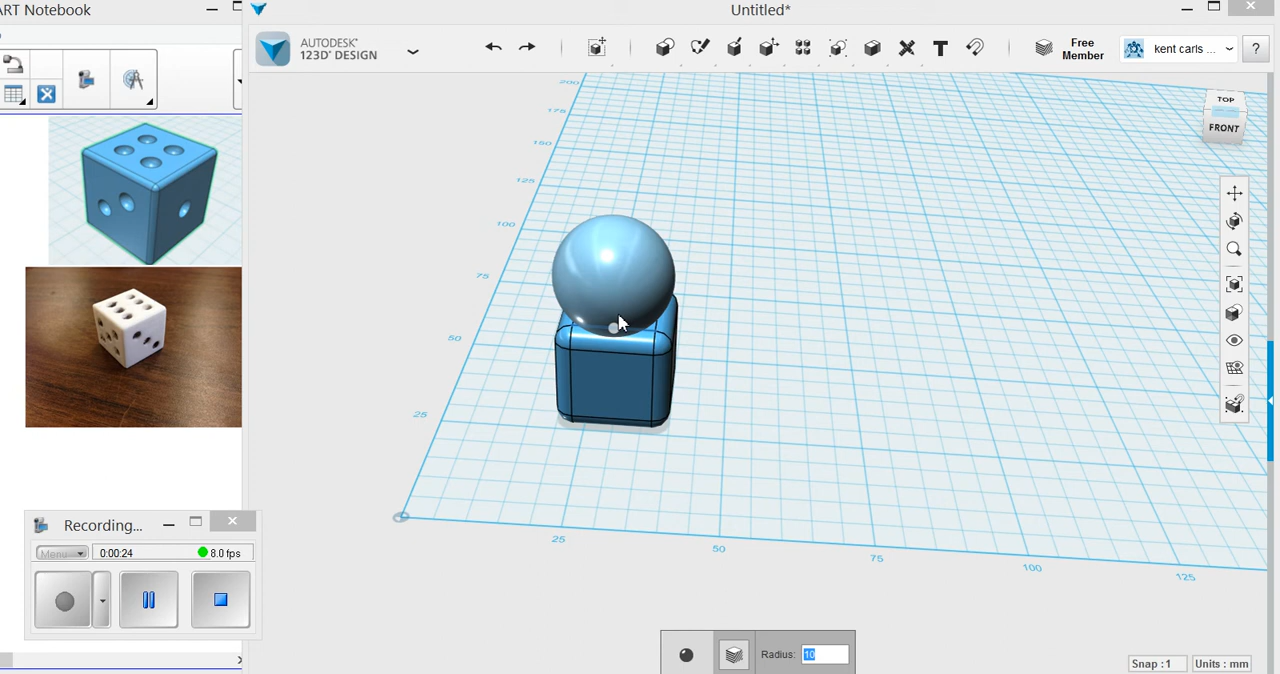 ART Notebook
Untitled*
AUTODESK®
123D® DESIGN
Free
Member
kent carls ...
?
TOP
FRONT
200
175
150
125
100
75
50
25
25
50
75
100
125
Recording...
Menu
0:00:24
8.0 fps
Radius:
10
Snap : 1
Units : mm